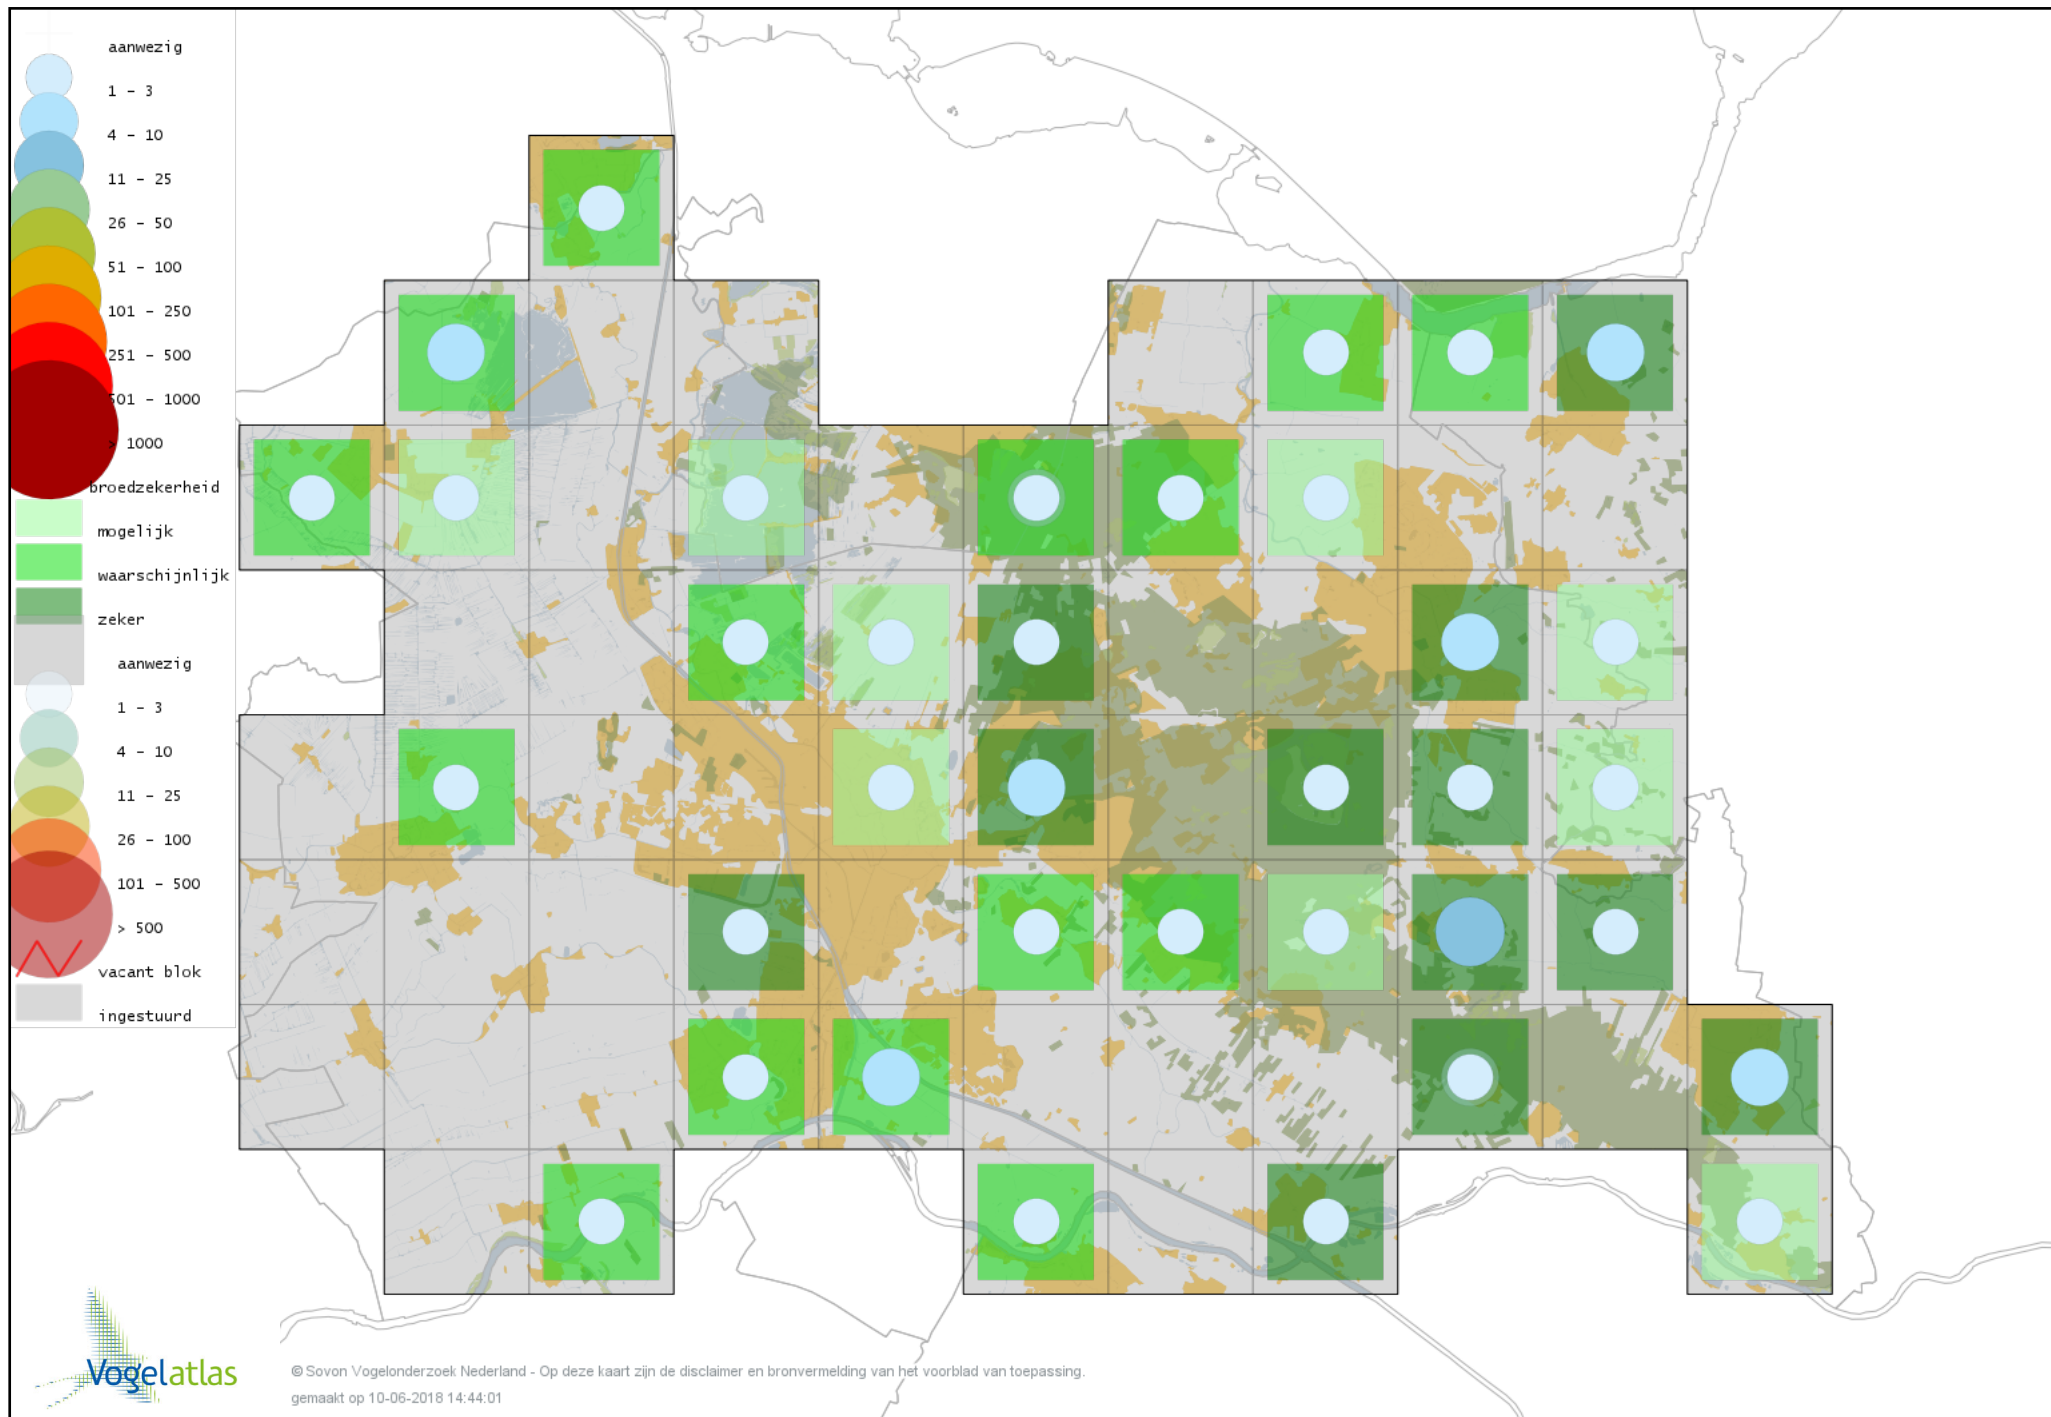 aanwezig
1 - 3
4 - 10
11 - 25
26 - 50
51 - 100
101 - 250
251 - 500
501 - 1000
> 1000
broedzekerheid
mogelijk
waarschijnlijk
zeker
aanwezig
1 - 3
4 - 10
11 - 25
26 - 100
101 - 500
> 500
vacant blok
ingestuurd
Vogelatlas
© Sovon Vogelonderzoek Nederland - Op deze kaart zijn de disclaimer en bronvermelding van het voorblad van toepassing.
gemaakt op 10-06-2018 14:44:01